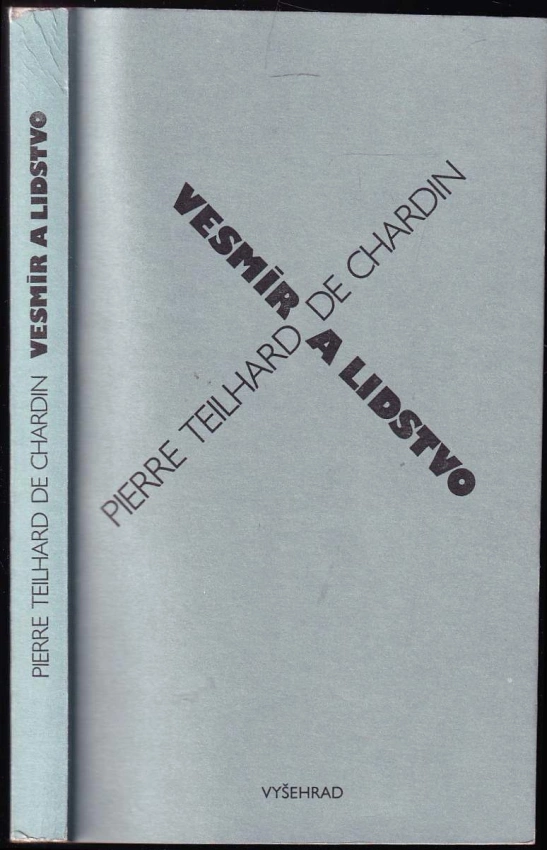 PIERRE TEILHARD DE CHARDIN VESMÍR A LIDSTVO
VESMÍR A LIDSTVO
PIERRE TEILHARD DE CHARDIN
VYŠEHRAD